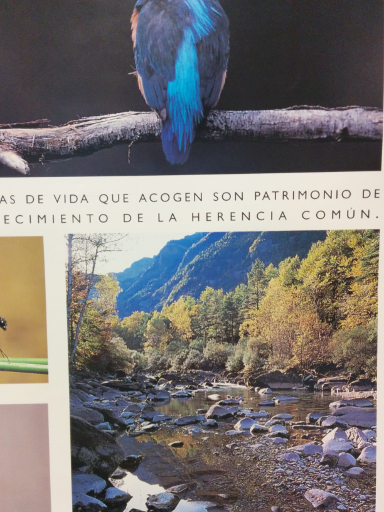 AS DE VIDA QUE ACOGEN SON PATRIMONIO DE
ECIMIENTO DE LA HERENCIA COMÚN.